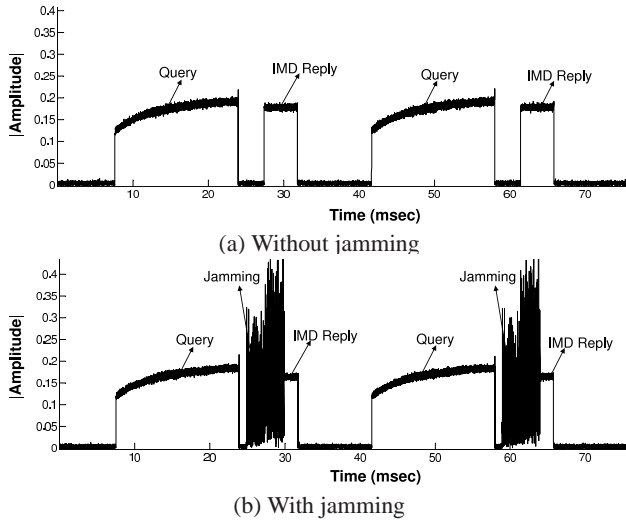 0.4
0.35
0.3
0.25
0.2
0.15
0.1
0.05
0
|Amplitude|
Query
IMD Reply
Query
IMD Reply
10 20 30 40 50 60 70
Time (msec)
(a) Without jamming
0.4
0.35
0.3
0.25
0.2
0.15
0.1
0.05
0
|Amplitude|
Jamming
Query
IMD Reply
Jamming
Query
IMD Reply
10 20 30 40 50 60 70
Time (msec)
(b) With jamming